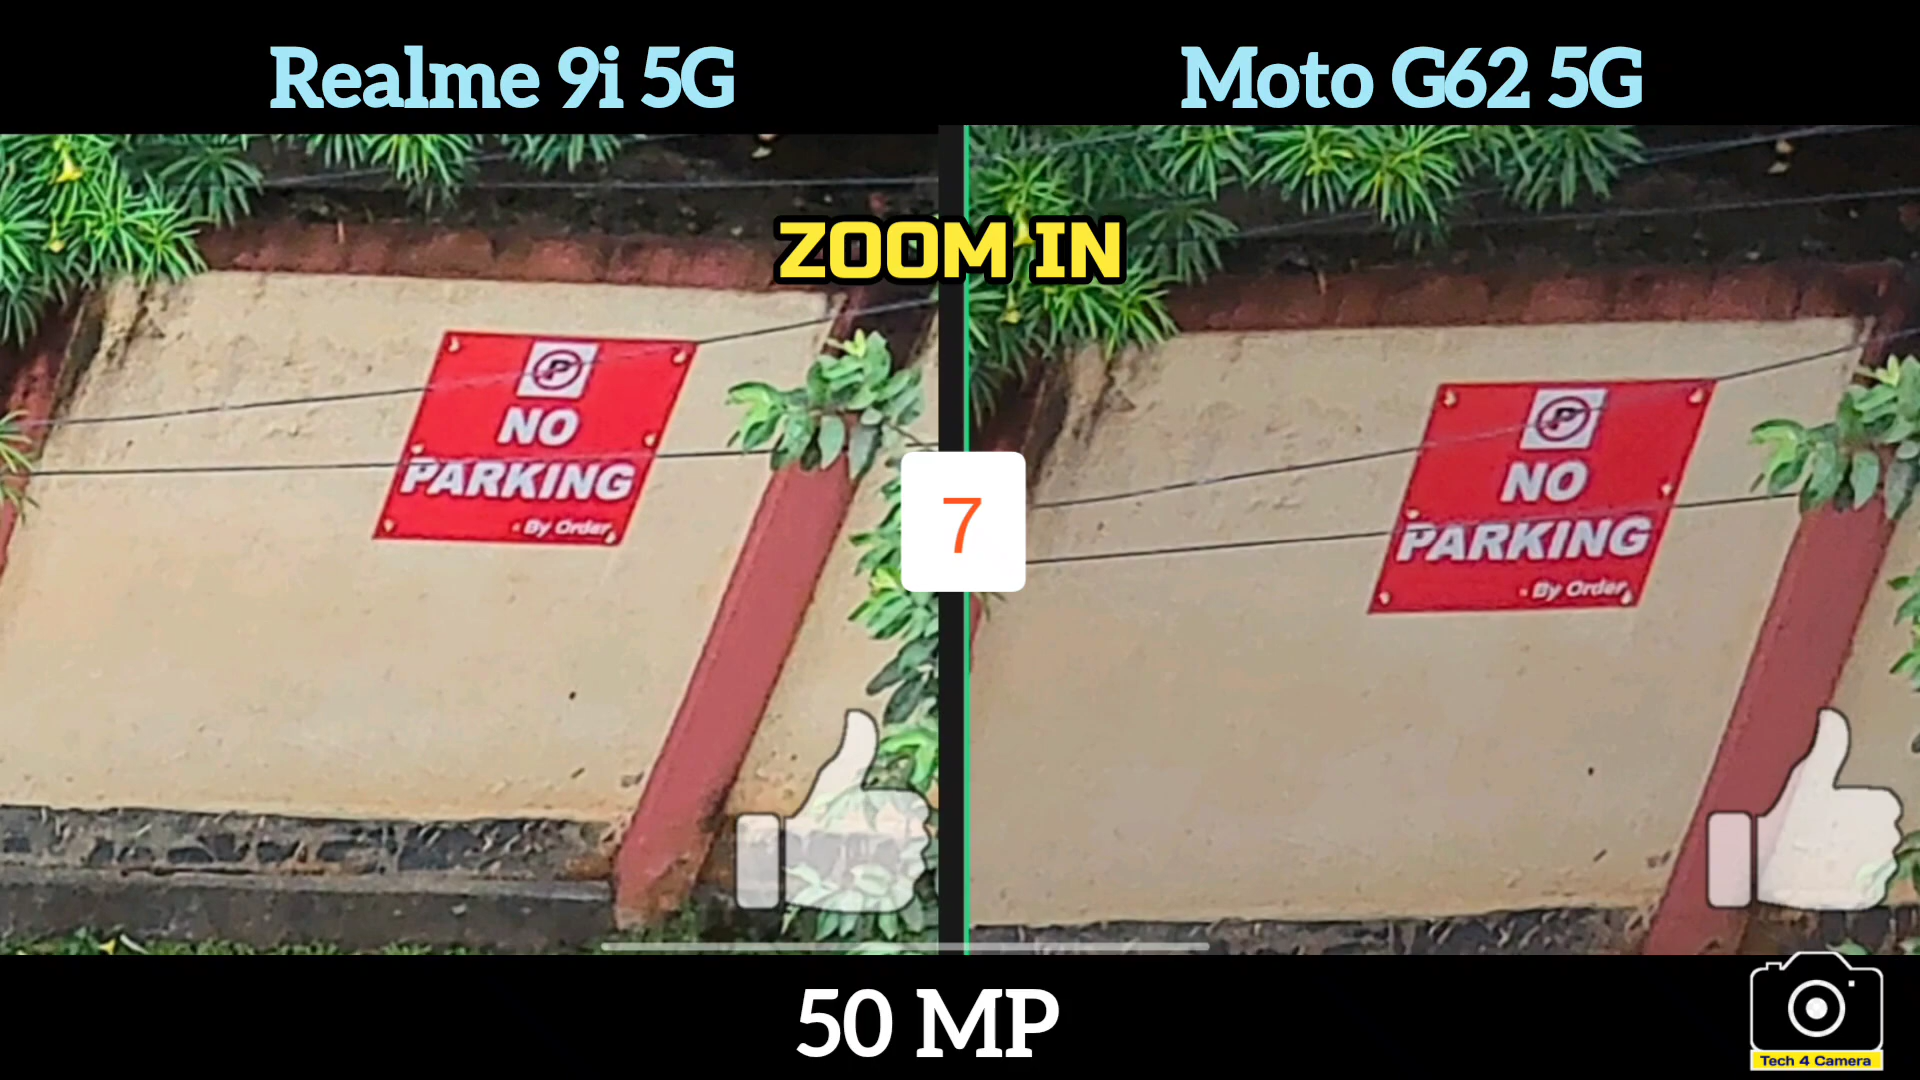 Realme 9i 5G
Moto G62 5G
ZOOM IN
P
NO
PARKING
- By Order
P
NO
PARKING
- By Order
7
50 MP
Tech 4 Camera